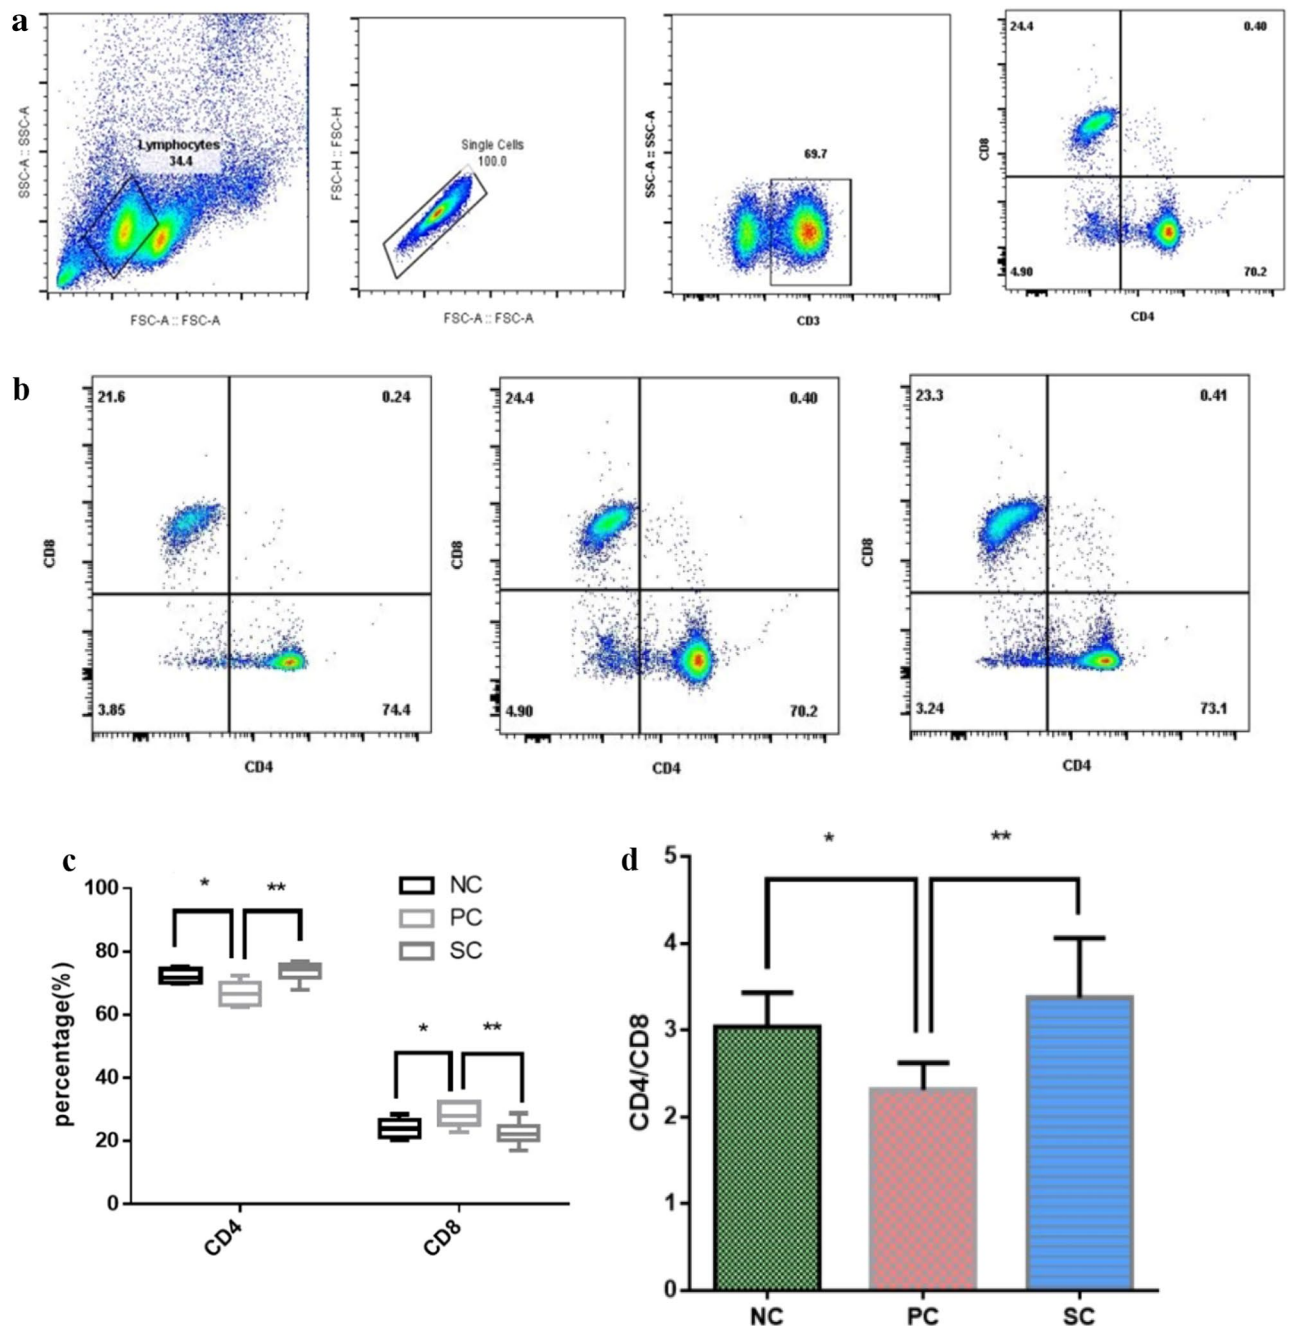 a
SSC-A :: SSC-A
Lymphocytes
34.4
FSC-A :: FSC-A
FSC-H :: FSC-H
Single Cells
100.0
FSC-A :: FSC-A
SSC-A :: SSC-A
69.7
CD3
24.4 0.40
CD8
4.90 70.2
CD4
b
21.6 0.24
CD8
3.85 74.4
CD4
24.4 0.40
CD8
4.90 70.2
CD4
23.3 0.41
CD8
3.24 73.1
CD4
c
percentage(%)
100
80
60
40
20
0
* **
* **
NC
PC
SC
CD4 CD8
d
CD4/CD8
5
4
3
2
1
0
* **
NC PC SC